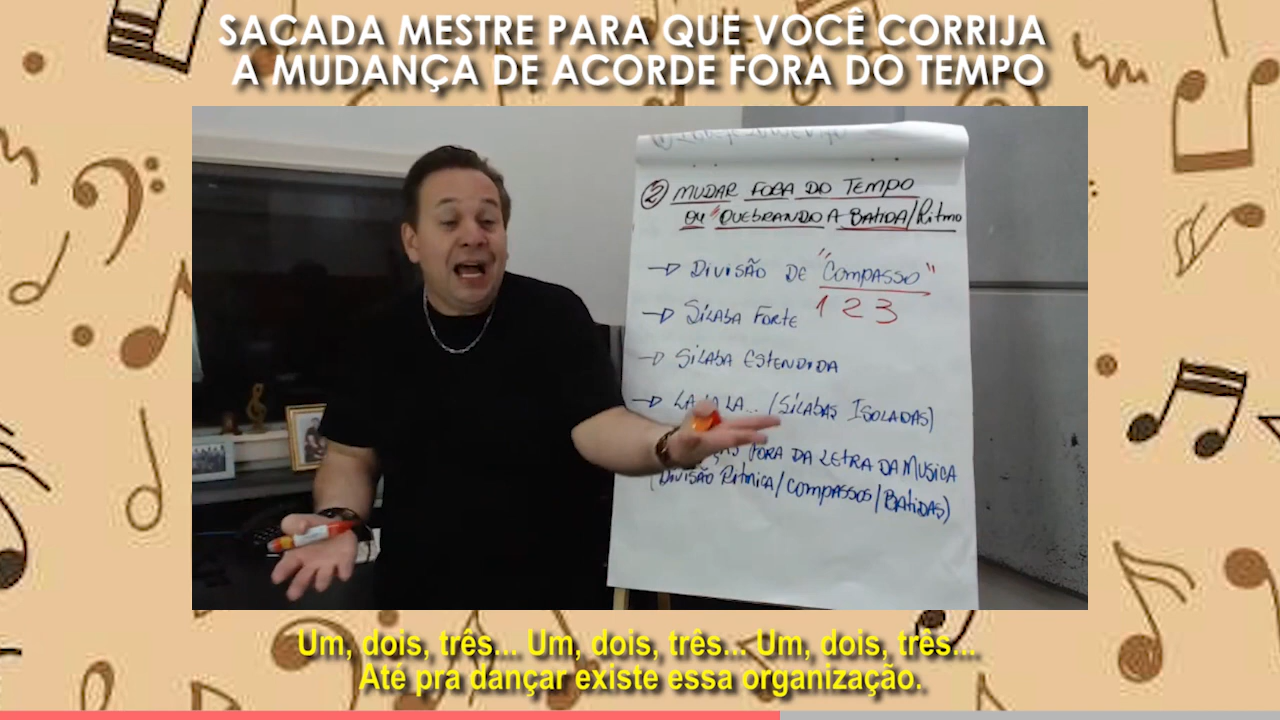 SACADA MESTRE PARA QUE VOCÊ CORRIJA
A MUDANÇA DE ACORDE FORA DO TEMPO
② MUDAR FORA DO TEMPO
OU "QUEBRANDO A BATIDA/Ritmo
→ DIVISÃO DE "COMPASSO"
1 2 3
→ SÍLABA FORTE
→ SÍLABA ESTENDIDA
→ LA LA LA... (SÍLABAS ISOLADAS)
FORA DA LETRA DA MUSICA
(DIVISÃO RITMICA/COMPASSOS/BATIDAS)
Um, dois, três... Um, dois, três... Um, dois, três...
Até pra dançar existe essa organização.